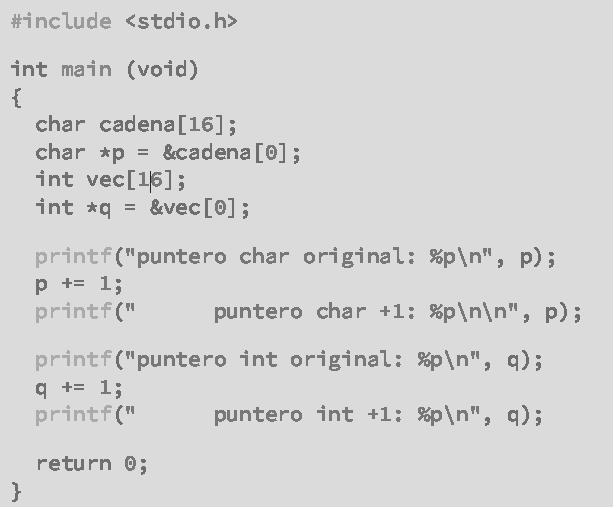 #include <stdio.h>
int main (void)
{
  char cadena[16];
  char *p = &cadena[0];
  int vec[16];
  int *q = &vec[0];
  printf("puntero char original: %p\n", p);
  p += 1;
  printf("       puntero char +1: %p\n\n", p);
  printf("puntero int original: %p\n", q);
  q += 1;
  printf("       puntero int +1: %p\n", q);
  return 0;
}